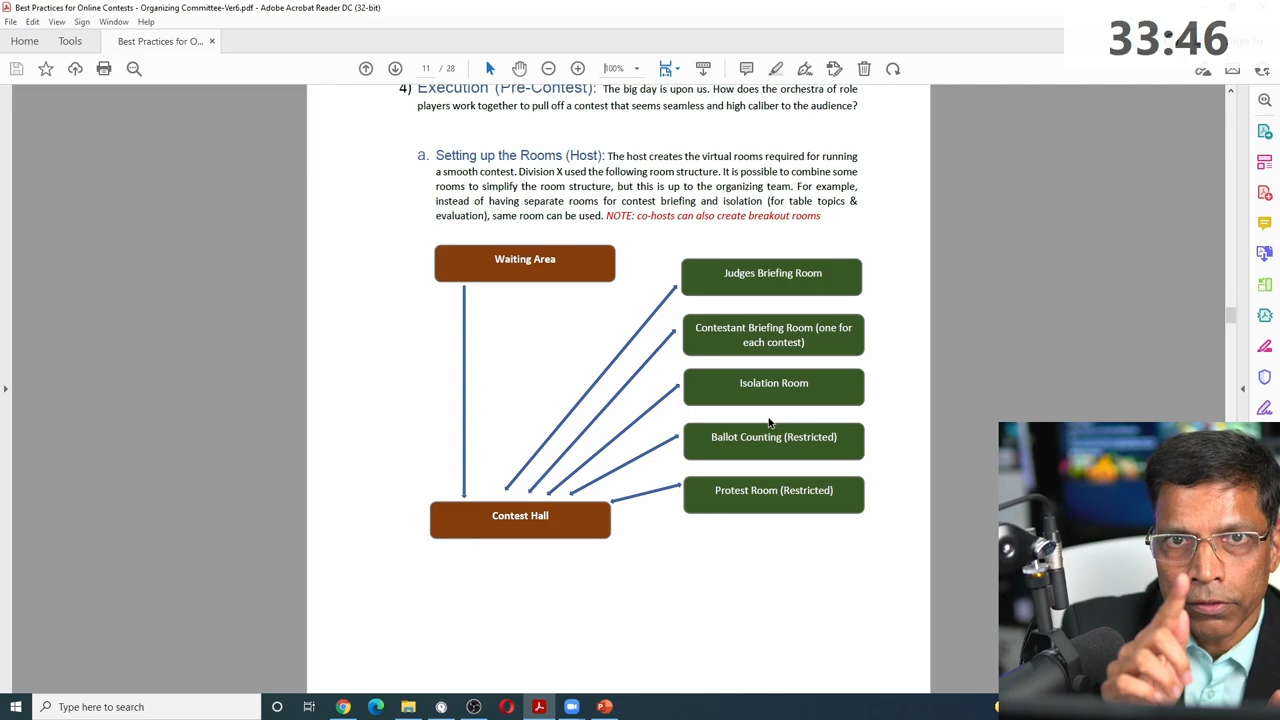 Best Practices for Online Contests - Organizing Committee-Ver6.pdf - Adobe Acrobat Reader DC (32-bit)
File Edit View Sign Window Help
33:46
Home Tools Best Practices for O... ×
11 / 28 100%
4) Execution (Pre-Contest): The big day is upon us. How does the orchestra of role
players work together to pull off a contest that seems seamless and high caliber to the audience?
a. Setting up the Rooms (Host): The host creates the virtual rooms required for running
a smooth contest. Division X used the following room structure. It is possible to combine some
rooms to simplify the room structure, but this is up to the organizing team. For example,
instead of having separate rooms for contest briefing and isolation (for table topics &
evaluation), same room can be used. NOTE: co-hosts can also create breakout rooms
Waiting Area
Judges Briefing Room
Contestant Briefing Room (one for
each contest)
Isolation Room
Ballot Counting (Restricted)
Protest Room (Restricted)
Contest Hall
Type here to search